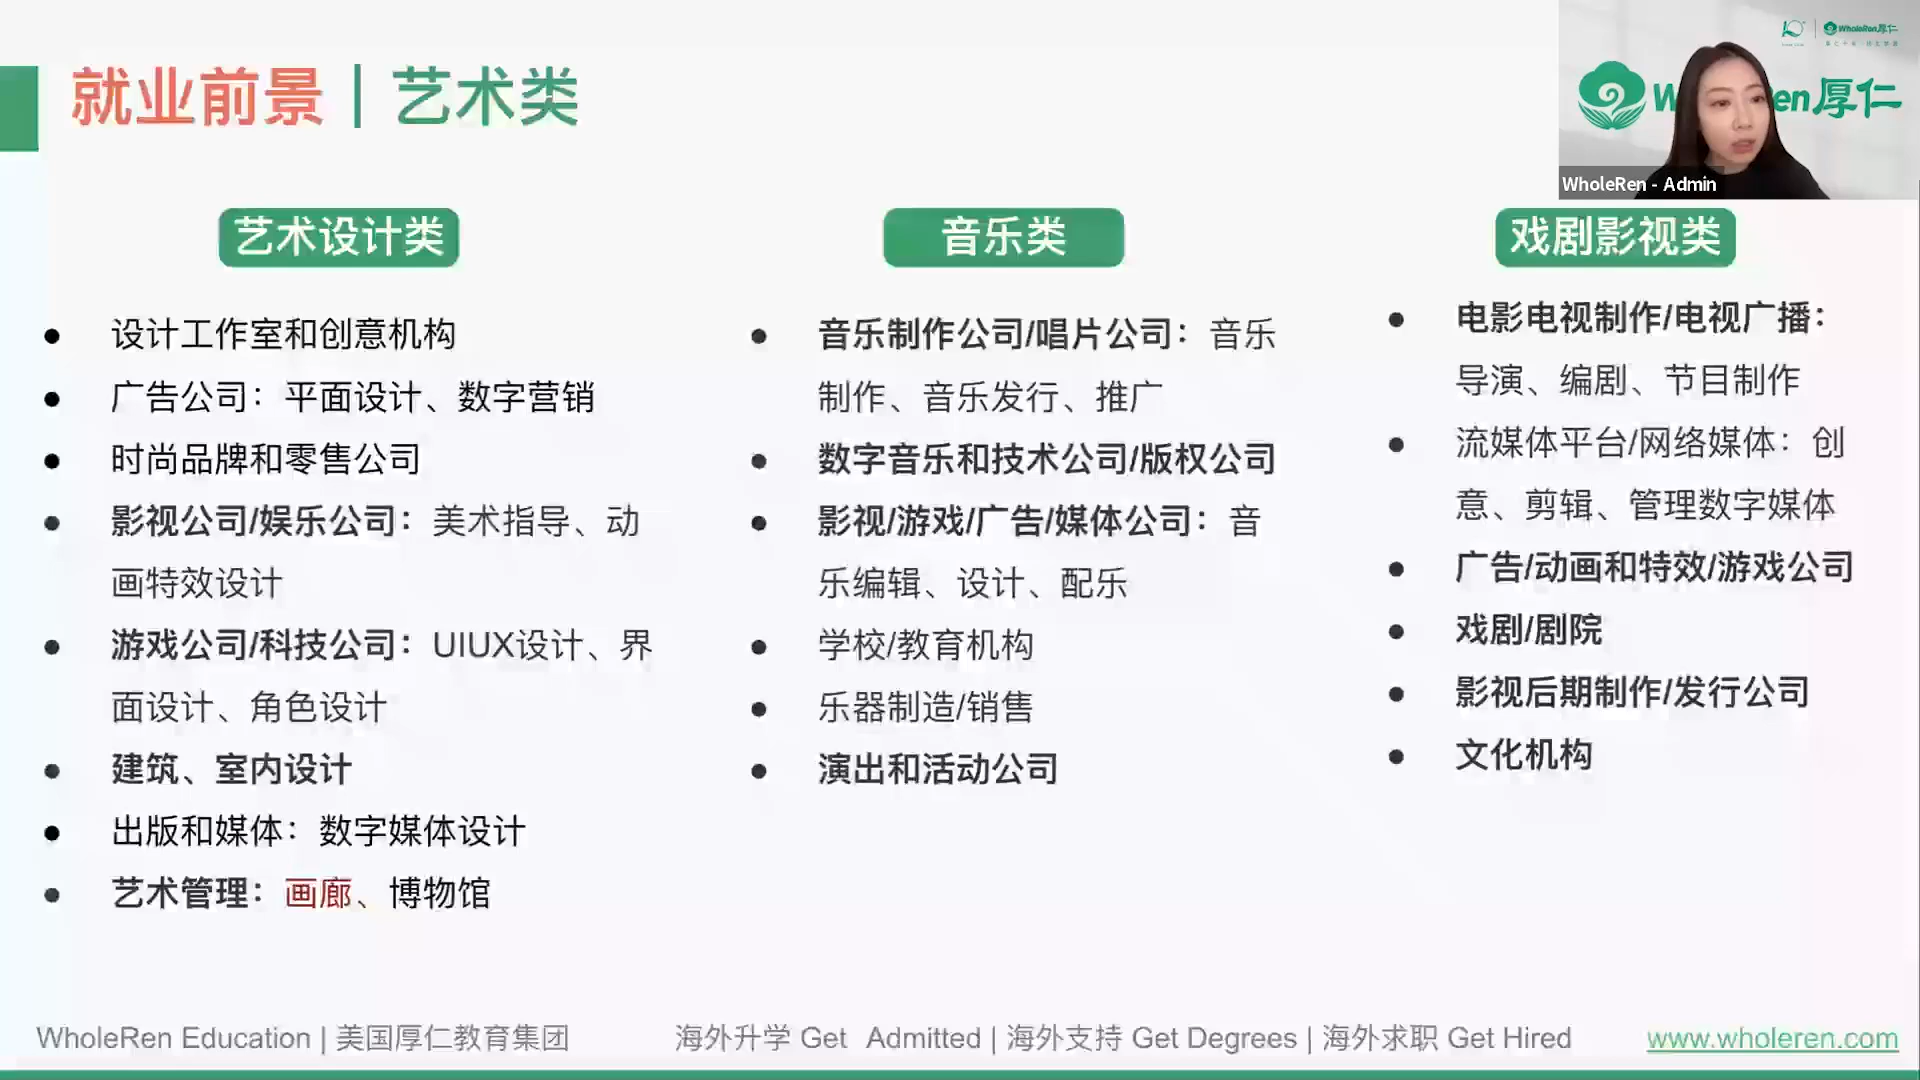 就业前景｜艺术类
WholeRen厚仁
en厚仁
WholeRen - Admin
艺术设计类
设计工作室和创意机构
广告公司：平面设计、数字营销
时尚品牌和零售公司
影视公司/娱乐公司：美术指导、动
画特效设计
游戏公司/科技公司：UIUX设计、界
面设计、角色设计
建筑、室内设计
出版和媒体：数字媒体设计
艺术管理：画廊、博物馆
音乐类
音乐制作公司/唱片公司：音乐
制作、音乐发行、推广
数字音乐和技术公司/版权公司
影视/游戏/广告/媒体公司：音
乐编辑、设计、配乐
学校/教育机构
乐器制造/销售
演出和活动公司
戏剧影视类
电影电视制作/电视广播：
导演、编剧、节目制作
流媒体平台/网络媒体：创
意、剪辑、管理数字媒体
广告/动画和特效/游戏公司
戏剧/剧院
影视后期制作/发行公司
文化机构
WholeRen Education | 美国厚仁教育集团
海外升学 Get Admitted | 海外支持 Get Degrees | 海外求职 Get Hired
www.wholeren.com